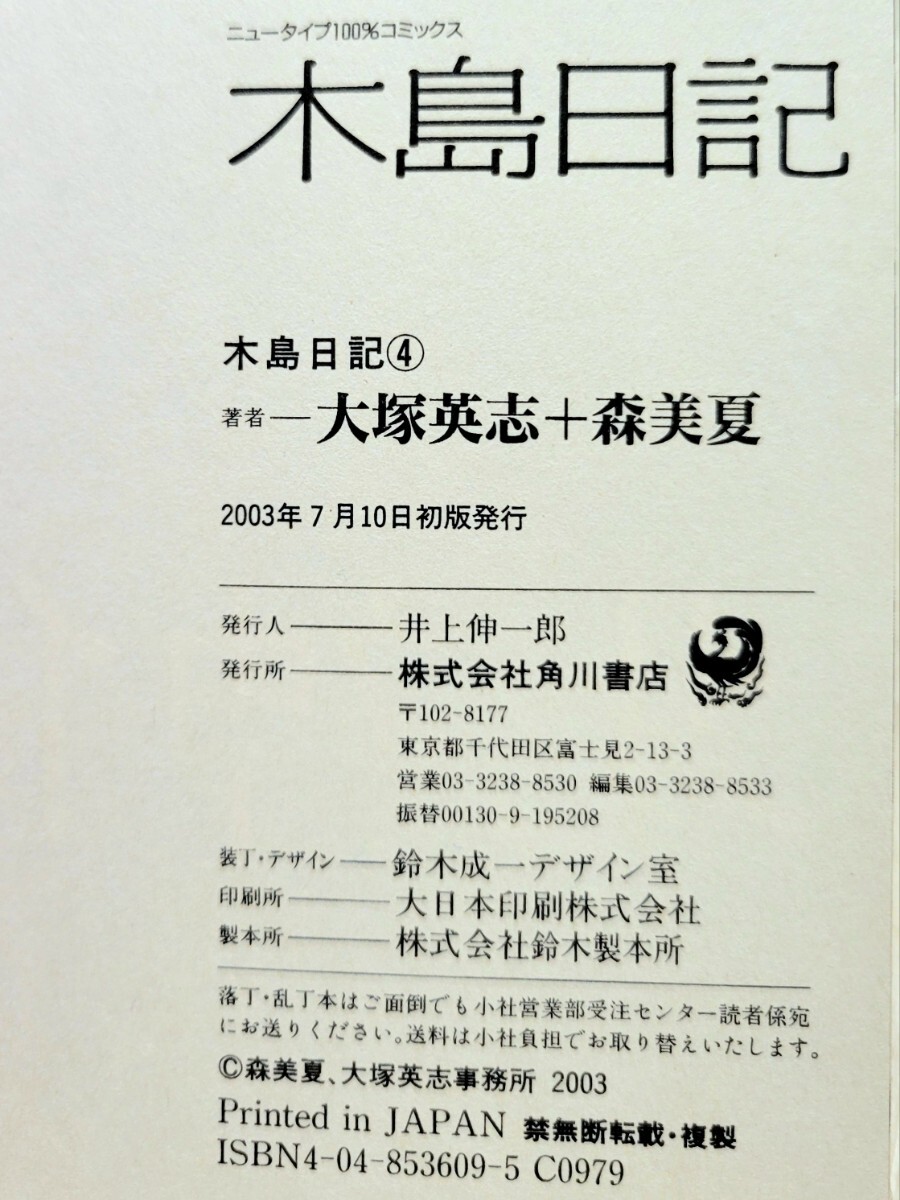 ニュータイプ100%コミックス
木島日記
木島日記④
著者──大塚英志+森美夏
2003年7月10日初版発行
発行人────井上伸一郎
発行所────株式会社角川書店
〒102-8177
東京都千代田区富士見2-13-3
営業03-3238-8530 編集03-3238-8533
振替00130-9-195208
装丁・デザイン──鈴木成一デザイン室
印刷所────大日本印刷株式会社
製本所────株式会社鈴木製本所
落丁・乱丁本はご面倒でも小社営業部受注センター読者係宛
にお送りください。送料は小社負担でお取り替えいたします。
©森美夏、大塚英志事務所 2003
Printed in JAPAN 禁無断転載・複製
ISBN4-04-853609-5 C0979